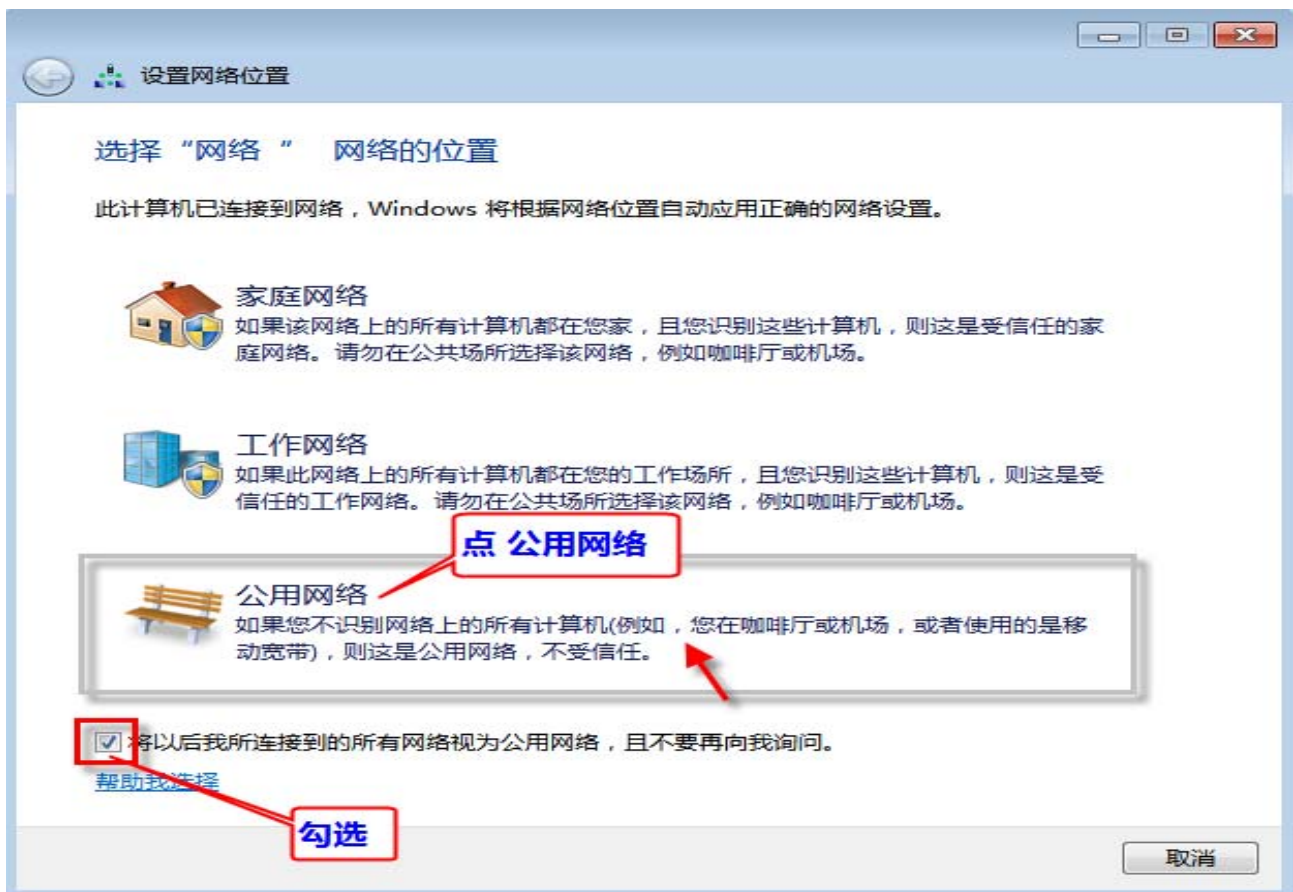 设置网络位置
选择“网络 ” 网络的位置
此计算机已连接到网络，Windows 将根据网络位置自动应用正确的网络设置。
家庭网络
如果该网络上的所有计算机都在您家，且您识别这些计算机，则这是受信任的家
庭网络。请勿在公共场所选择该网络，例如咖啡厅或机场。
工作网络
如果此网络上的所有计算机都在您的工作场所，且您识别这些计算机，则这是受
信任的工作网络。请勿在公共场所选择该网络，例如咖啡厅或机场。
点 公用网络
公用网络
如果您不识别网络上的所有计算机(例如，您在咖啡厅或机场，或者使用的是移
动宽带)，则这是公用网络，不受信任。
将以后我所连接到的所有网络视为公用网络，且不要再向我询问。
帮助我选择
勾选
取消